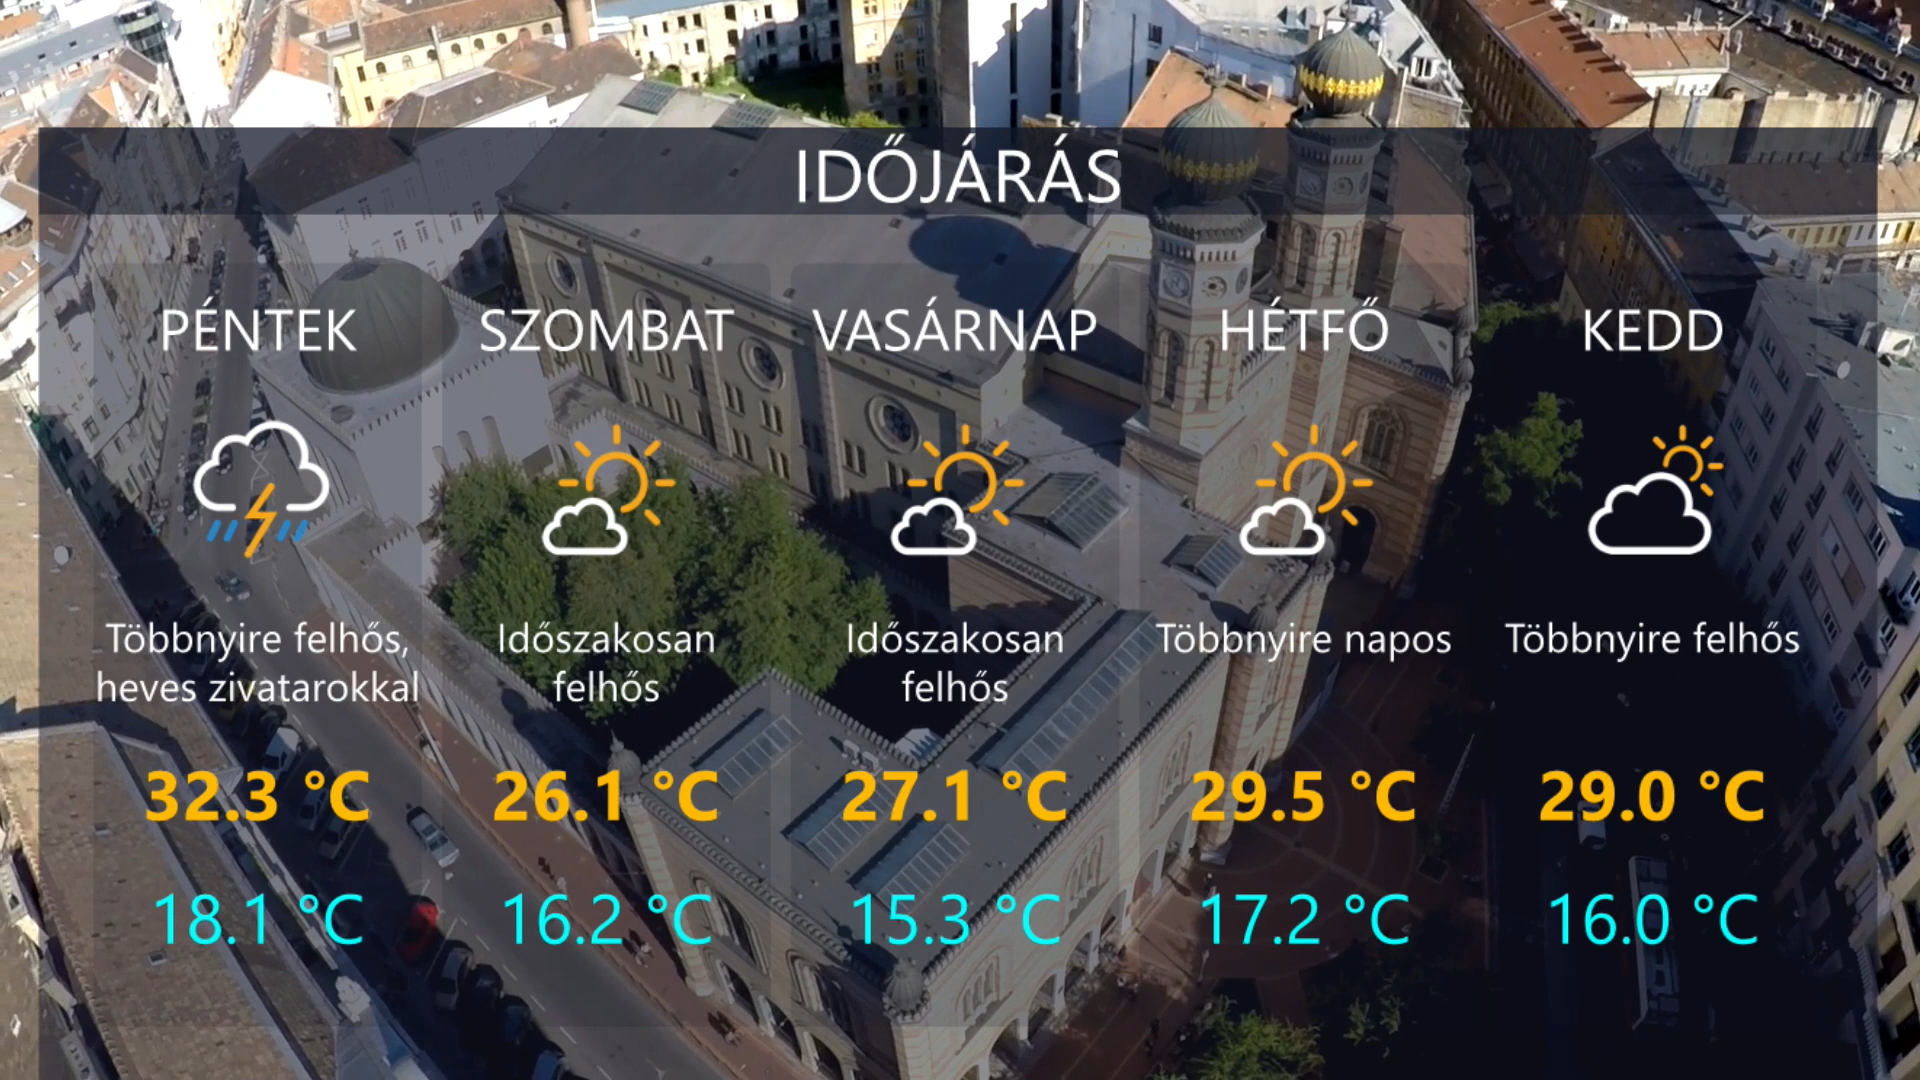 IDŐJÁRÁS
PÉNTEK
Többnyire felhős,
heves zivatarokkal
32.3 °C
18.1 °C
SZOMBAT
Időszakosan
felhős
26.1 °C
16.2 °C
VASÁRNAP
Időszakosan
felhős
27.1 °C
15.3 °C
HÉTFŐ
Többnyire napos
29.5 °C
17.2 °C
KEDD
Többnyire felhős
29.0 °C
16.0 °C